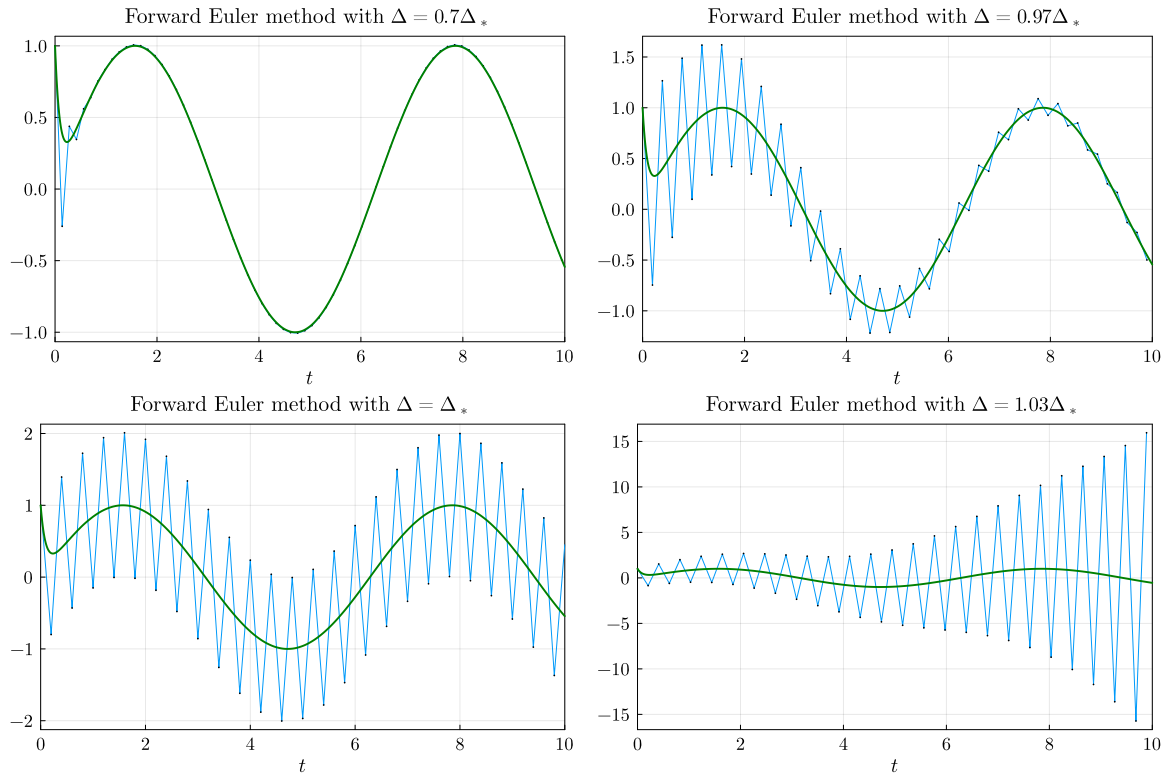 Forward Euler method with Δ = 0.7Δ∗
1.0
0.5
0.0
−0.5
−1.0
0 2 4 6 8 10
t
Forward Euler method with Δ = 0.97Δ∗
1.5
1.0
0.5
0.0
−0.5
−1.0
0 2 4 6 8 10
t
Forward Euler method with Δ = Δ∗
2
1
0
−1
−2
0 2 4 6 8 10
t
Forward Euler method with Δ = 1.03Δ∗
15
10
5
0
−5
−10
−15
0 2 4 6 8 10
t